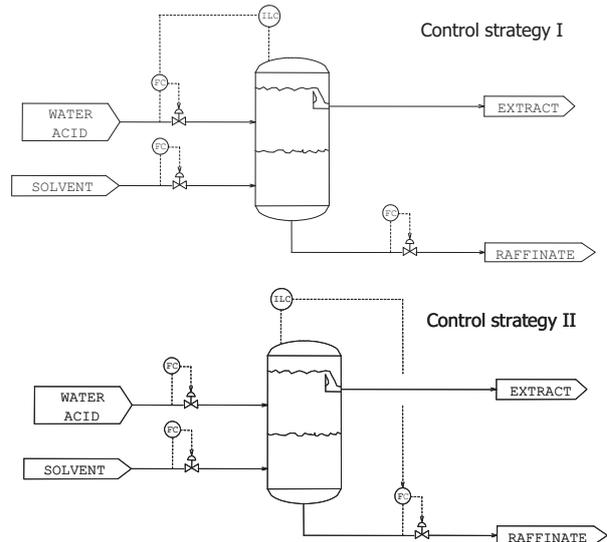 ILC
Control strategy I
FC
WATER
ACID
EXTRACT
FC
SOLVENT
FC
RAFFINATE
ILC
Control strategy II
FC
WATER
ACID
EXTRACT
FC
SOLVENT
FC
RAFFINATE